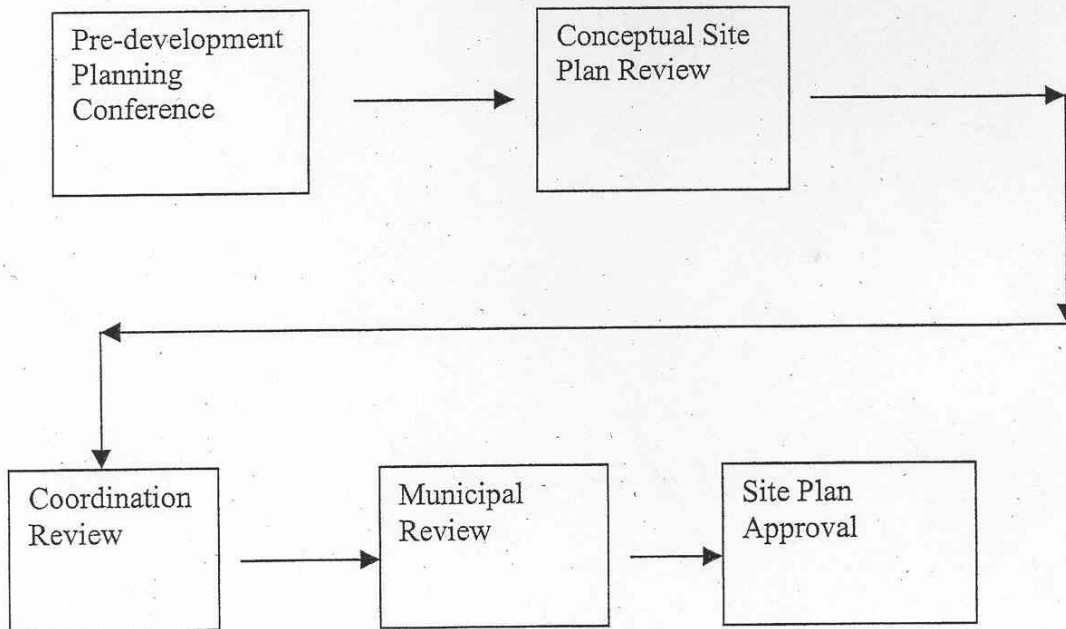 Pre-development
Planning
Conference
Conceptual Site
Plan Review
Coordination
Review
Municipal
Review
Site Plan
Approval